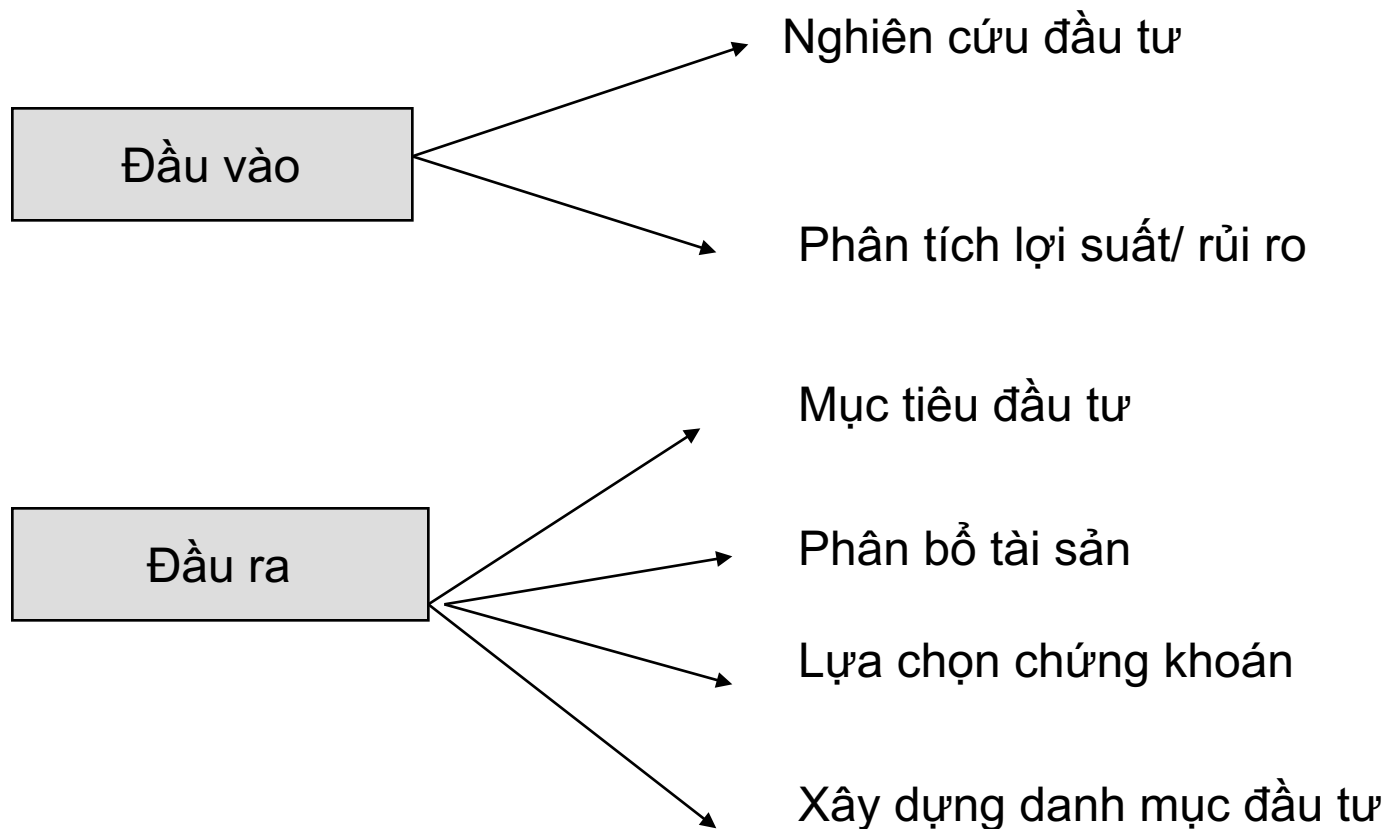 Nghiên cứu đầu tư
Đầu vào
Phân tích lợi suất/ rủi ro
Mục tiêu đầu tư
Phân bổ tài sản
Đầu ra
Lựa chọn chứng khoán
Xây dựng danh mục đầu tư